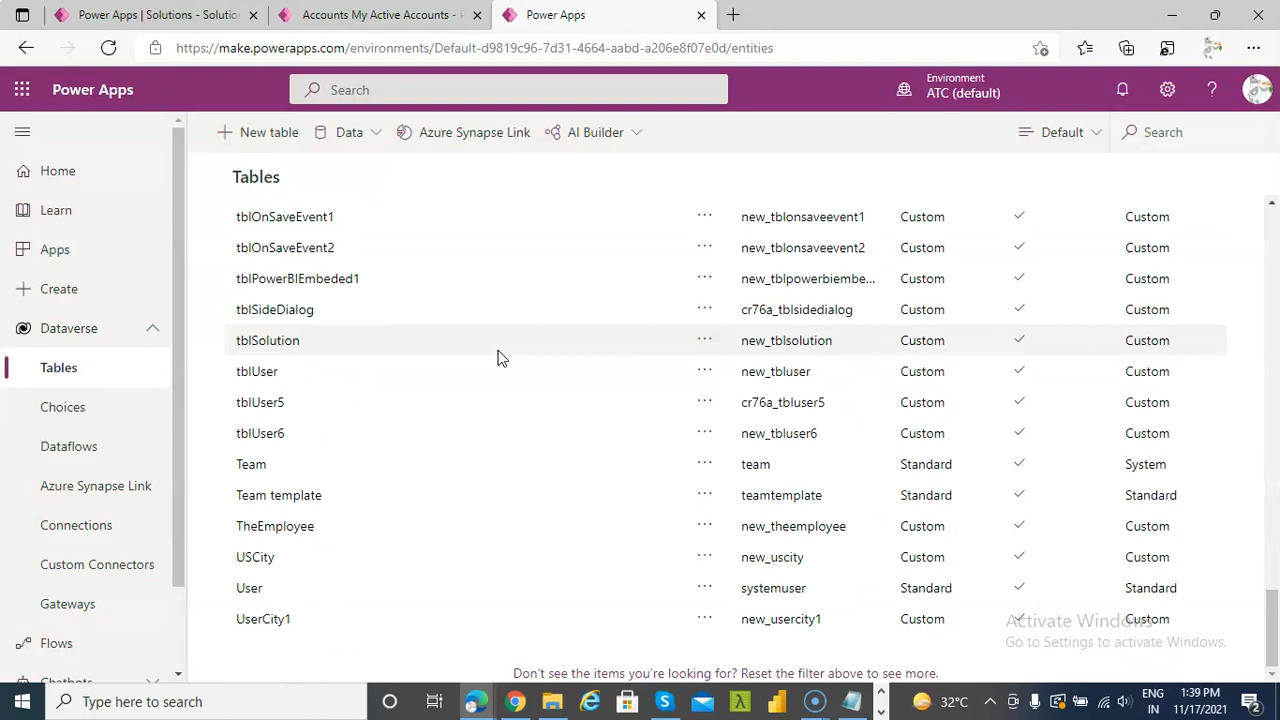 Power Apps | Solutions - Solutio
Accounts My Active Accounts - P
Power Apps
https://make.powerapps.com/environments/Default-d9819c96-7d31-4664-aabd-a206e8f07e0d/entities
Power Apps
Search
Environment
ATC (default)
New table
Data
Azure Synapse Link
AI Builder
Default
Search
Home
Learn
Apps
Create
Dataverse
Tables
Choices
Dataflows
Azure Synapse Link
Connections
Custom Connectors
Gateways
Flows
Chatbots
Tables
tblOnSaveEvent1 ··· new_tblonsaveevent1 Custom Custom
tblOnSaveEvent2 ··· new_tblonsaveevent2 Custom Custom
tblPowerBIEmbeded1 ··· new_tblpowerbiembe... Custom Custom
tblSideDialog ··· cr76a_tblsidedialog Custom Custom
tblSolution ··· new_tblsolution Custom Custom
tblUser ··· new_tbluser Custom Custom
tblUser5 ··· cr76a_tbluser5 Custom Custom
tblUser6 ··· new_tbluser6 Custom Custom
Team ··· team Standard System
Team template ··· teamtemplate Standard Standard
TheEmployee ··· new_theemployee Custom Custom
USCity ··· new_uscity Custom Custom
User ··· systemuser Standard Standard
UserCity1 ··· new_usercity1 Custom Custom
Don't see the items you're looking for? Reset the filter above to see more.
Activate Windows
Go to Settings to activate Windows.
Type here to search
32°C
ENG
IN
1:39 PM
11/17/2021
2